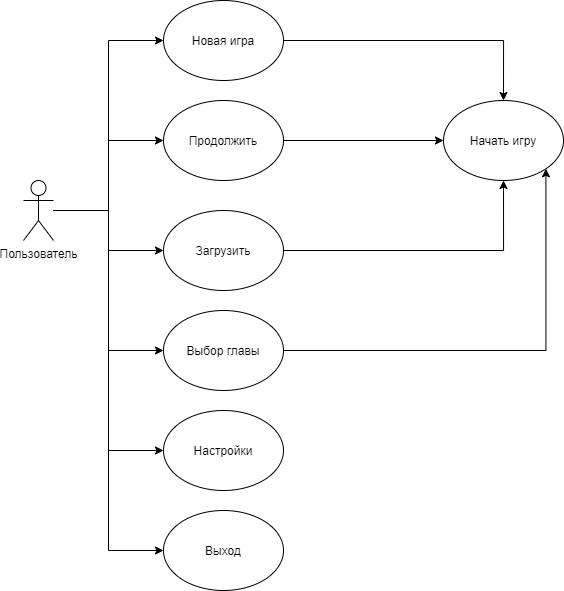 Новая игра
Продолжить
Начать игру
Пользователь
Загрузить
Выбор главы
Настройки
Выход